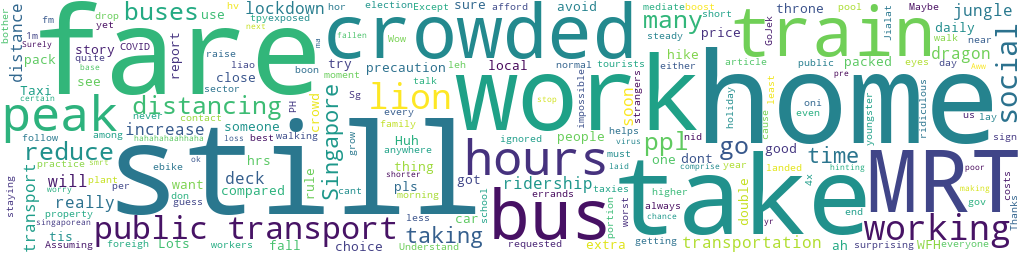 distance buses lockdown tpyexposed hv hor election Except afford next mediate boost GoJek short Maybe pool Jialat throne jungle
drop yet use sure avoid many steady price near daily
bother fm 1m Surely COVID base story quite report liao boon raise sector ma
fare crowded train social
Wow fallen hike walk dragon
pack see Taxi close precaution try moment talk leh local normal tourists either packed article public day eyes Aww
certain never contact crowd Sg PH strangers impossible pre
peak distancing lion work home
follow among increase someone loss best walking Huh family every stop soon
hahahahaahhaha ignored people virus helps ppl nid cause least holiday oni even youngster ridiculous us lay sign
reduce still Singapore hours go good time MRT
practice smrt ebike ok hrs rule grow anywhere thing shorter must laid one dont comprise year landed 4x hinting poor
worry plant will deck cant pls morning got ridership taxies higher property
staying transport really per don want guess compared car school errands worst portion always double chance yr end gov making costs
singaporean less bus take working
tis public transport taking requested extra getting transportation ah surprising WFH everyone Thanks
Assuming foreigh Lots workers fall choice Understand